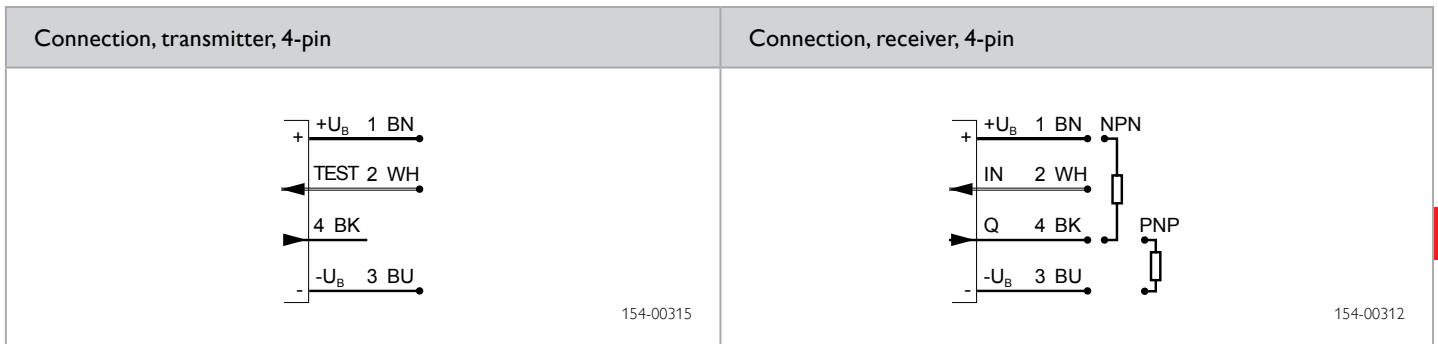 Connection, transmitter, 4-pin
+ +U_B 1 BN
TEST 2 WH
4 BK
- -U_B 3 BU
154-00315
Connection, receiver, 4-pin
+ +U_B 1 BN NPN
IN 2 WH
Q 4 BK PNP
- -U_B 3 BU
154-00312